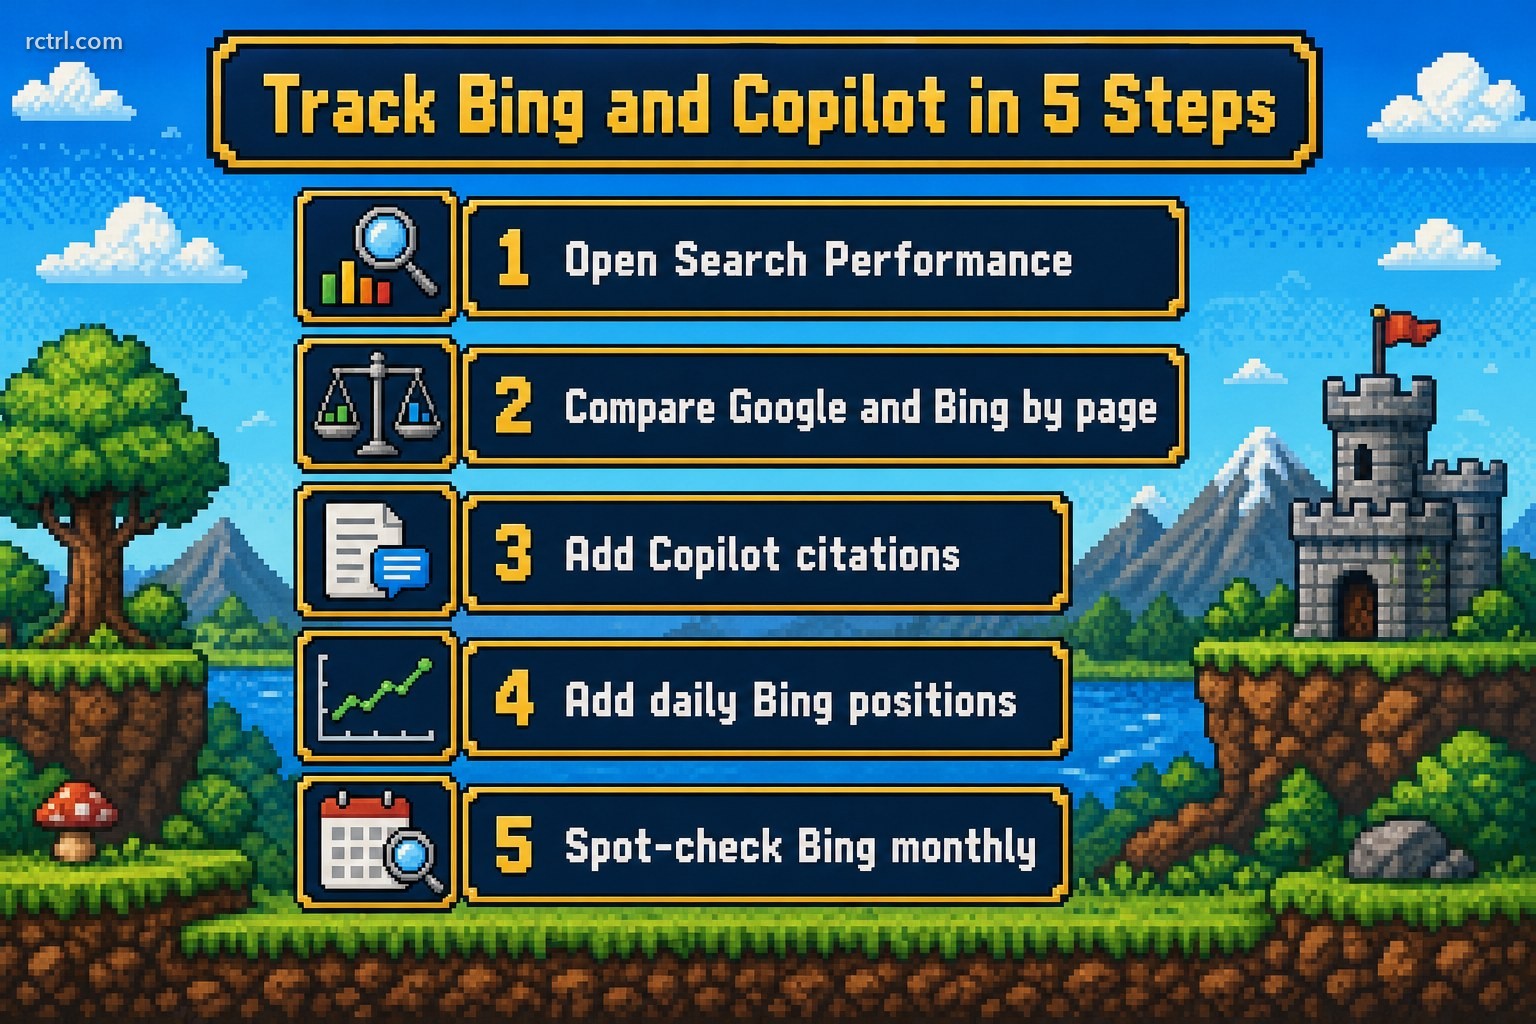 rctrl.com
Track Bing and Copilot in 5 Steps
1 Open Search Performance
2 Compare Google and Bing by page
3 Add Copilot citations
4 Add daily Bing positions
5 Spot-check Bing monthly